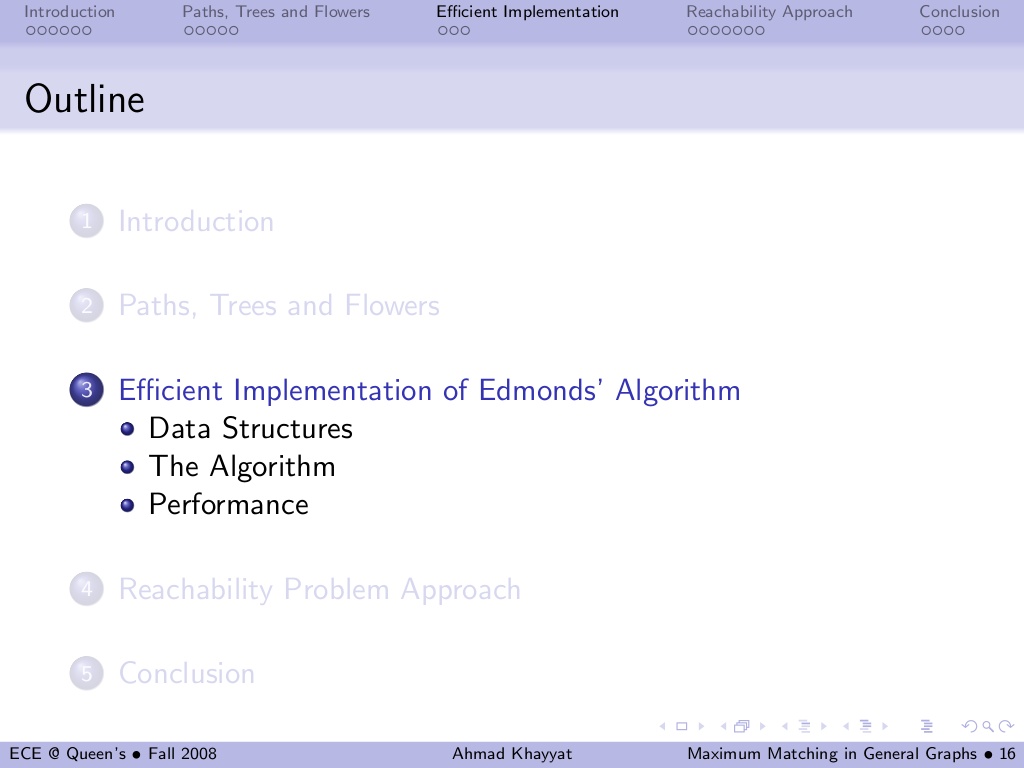 Introduction Paths, Trees and Flowers Efficient Implementation Reachability Approach Conclusion
Outline
1 Introduction
2 Paths, Trees and Flowers
3 Efficient Implementation of Edmonds' Algorithm
Data Structures
The Algorithm
Performance
4 Reachability Problem Approach
5 Conclusion
ECE @ Queen's • Fall 2008 Ahmad Khayyat Maximum Matching in General Graphs • 16